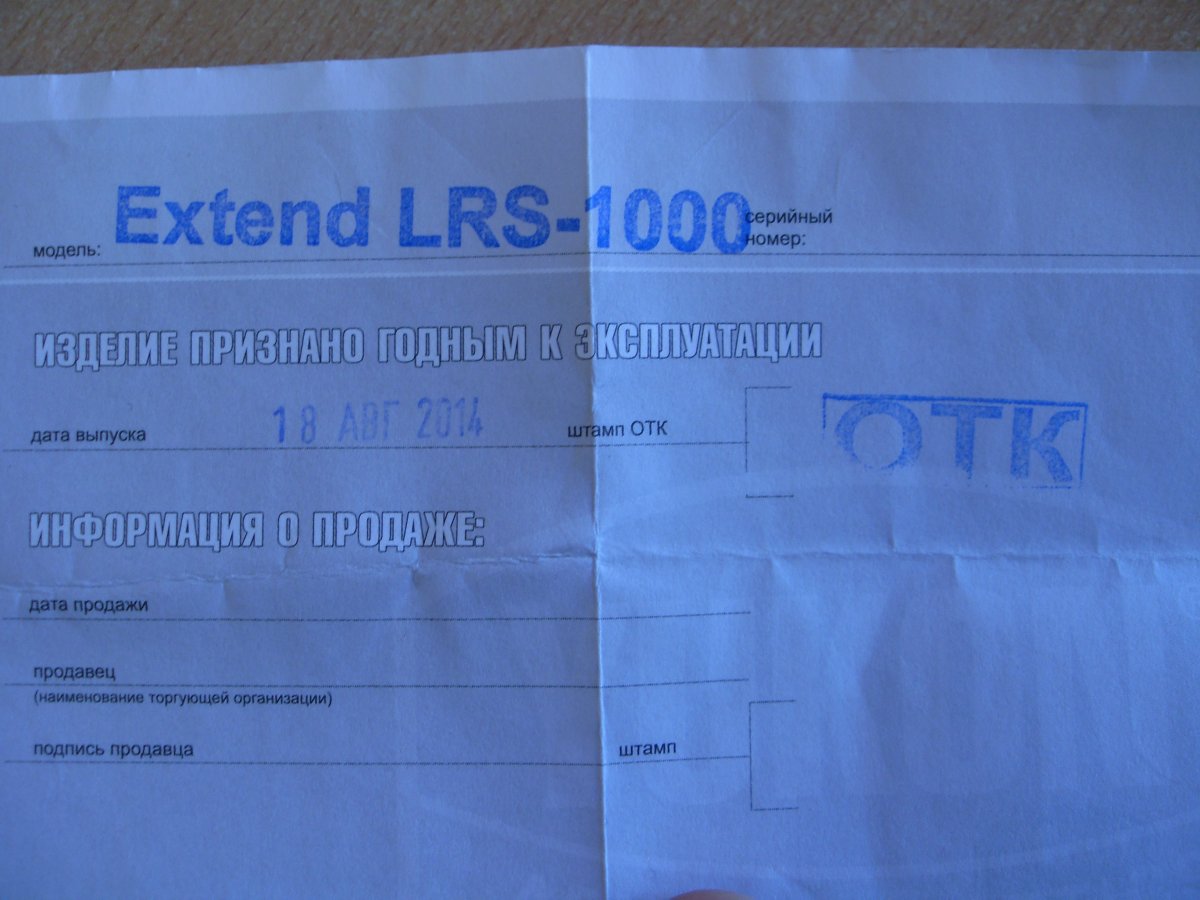 модель: Extend LRS-1000 серийный
номер:
ИЗДЕЛИЕ ПРИЗНАНО ГОДНЫМ К ЭКСПЛУАТАЦИИ
дата выпуска 18 АВГ 2014 штамп ОТК ОТК
ИНФОРМАЦИЯ О ПРОДАЖЕ:
дата продажи
продавец
(наименование торгующей организации)
подпись продавца штамп